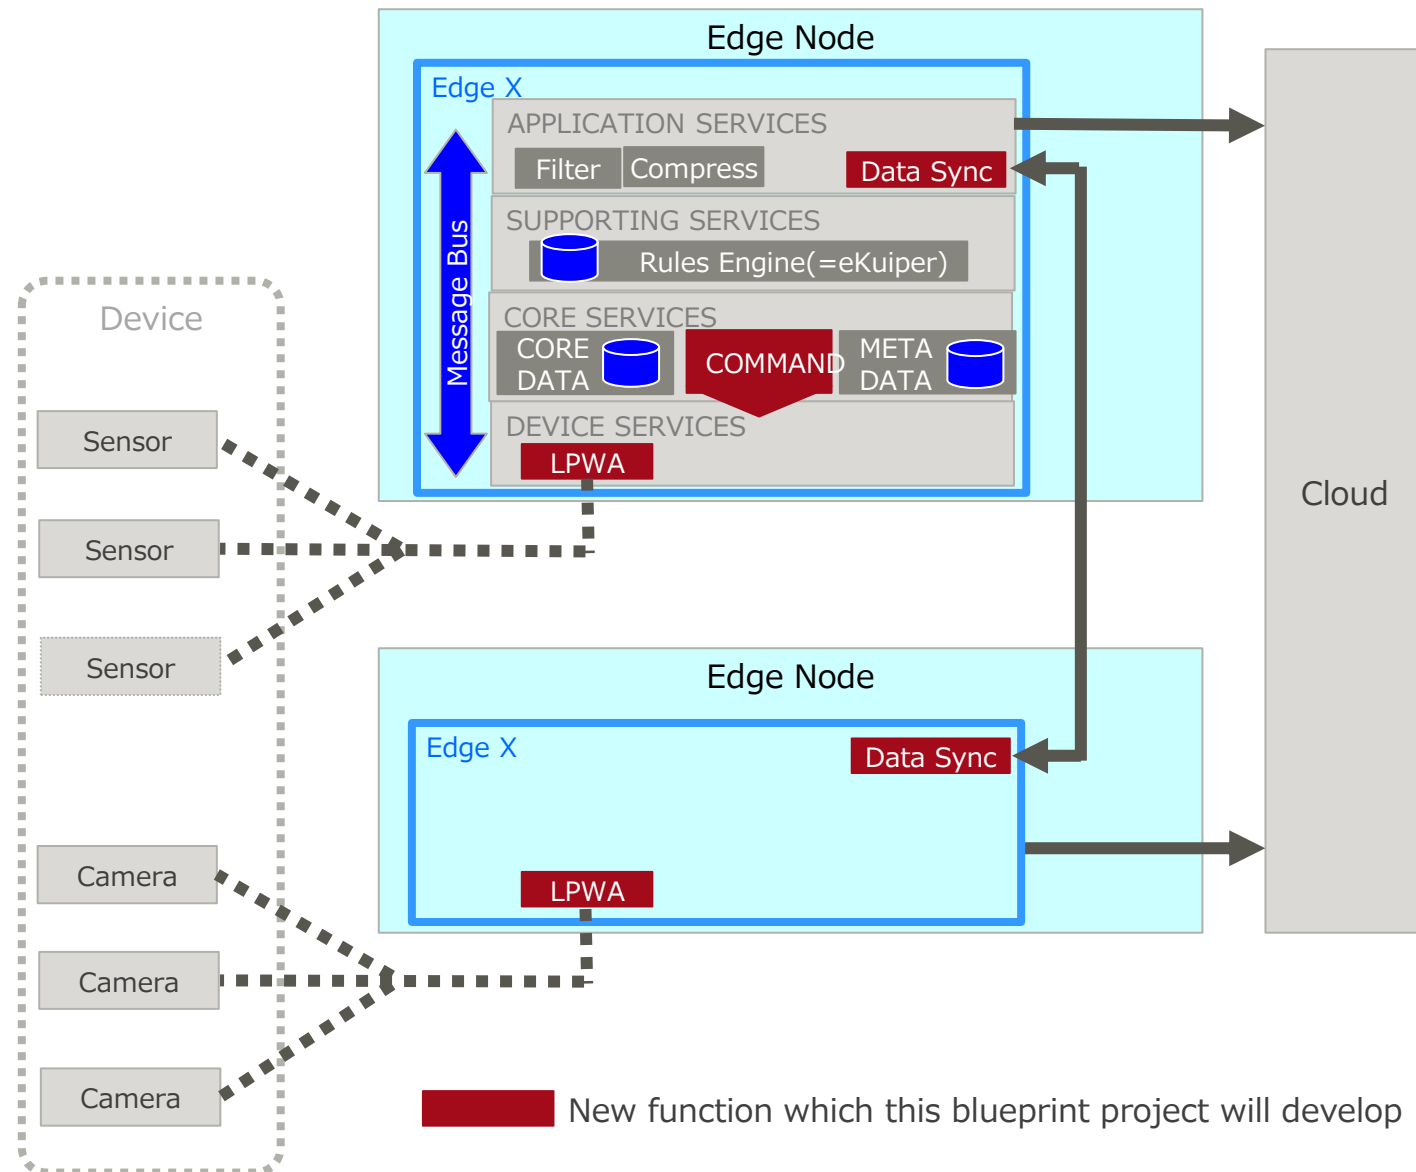 Edge Node
Edge X
APPLICATION SERVICES
Filter
Compress
Data Sync
SUPPORTING SERVICES
Rules Engine(=eKuiper)
Message Bus
CORE SERVICES
CORE
DATA
COMMAND
META
DATA
DEVICE SERVICES
LPWA
Device
Sensor
Sensor
Sensor
Cloud
Edge Node
Edge X
Data Sync
LPWA
Camera
Camera
Camera
New function which this blueprint project will develop